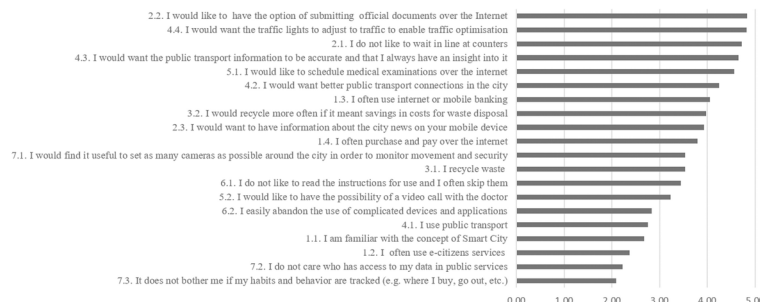 2.2. I would like to  have the option of submitting  official documents over the Internet
4.4. I would want the traffic lights to adjust to traffic to enable traffic optimisation
2.1. I do not like to wait in line at counters
4.3. I would want the public transport information to be accurate and that I always have an insight into it
5.1. I would like to schedule medical examinations over the internet
4.2. I would want better public transport connections in the city
1.3. I often use internet or mobile banking
3.2. I would recycle more often if it meant savings in costs for waste disposal
2.3. I would want to have information about the city news on your mobile device
1.4. I often purchase and pay over the internet
7.1. I would find it useful to set as many cameras as possible around the city in order to monitor movement and security
3.1. I recycle waste
6.1. I do not like to read the instructions for use and I often skip them
5.2. I would like to have the possibility of a video call with the doctor
6.2. I easily abandon the use of complicated devices and applications
4.1. I use public transport
1.1. I am familiar with the concept of Smart City
1.2. I  often use e-citizens services
7.2. I do not care who has access to my data in public services
7.3. It does not bother me if my habits and behavior are tracked (e.g. where I buy, go out, etc.)
0.00 1.00 2.00 3.00 4.00 5.00